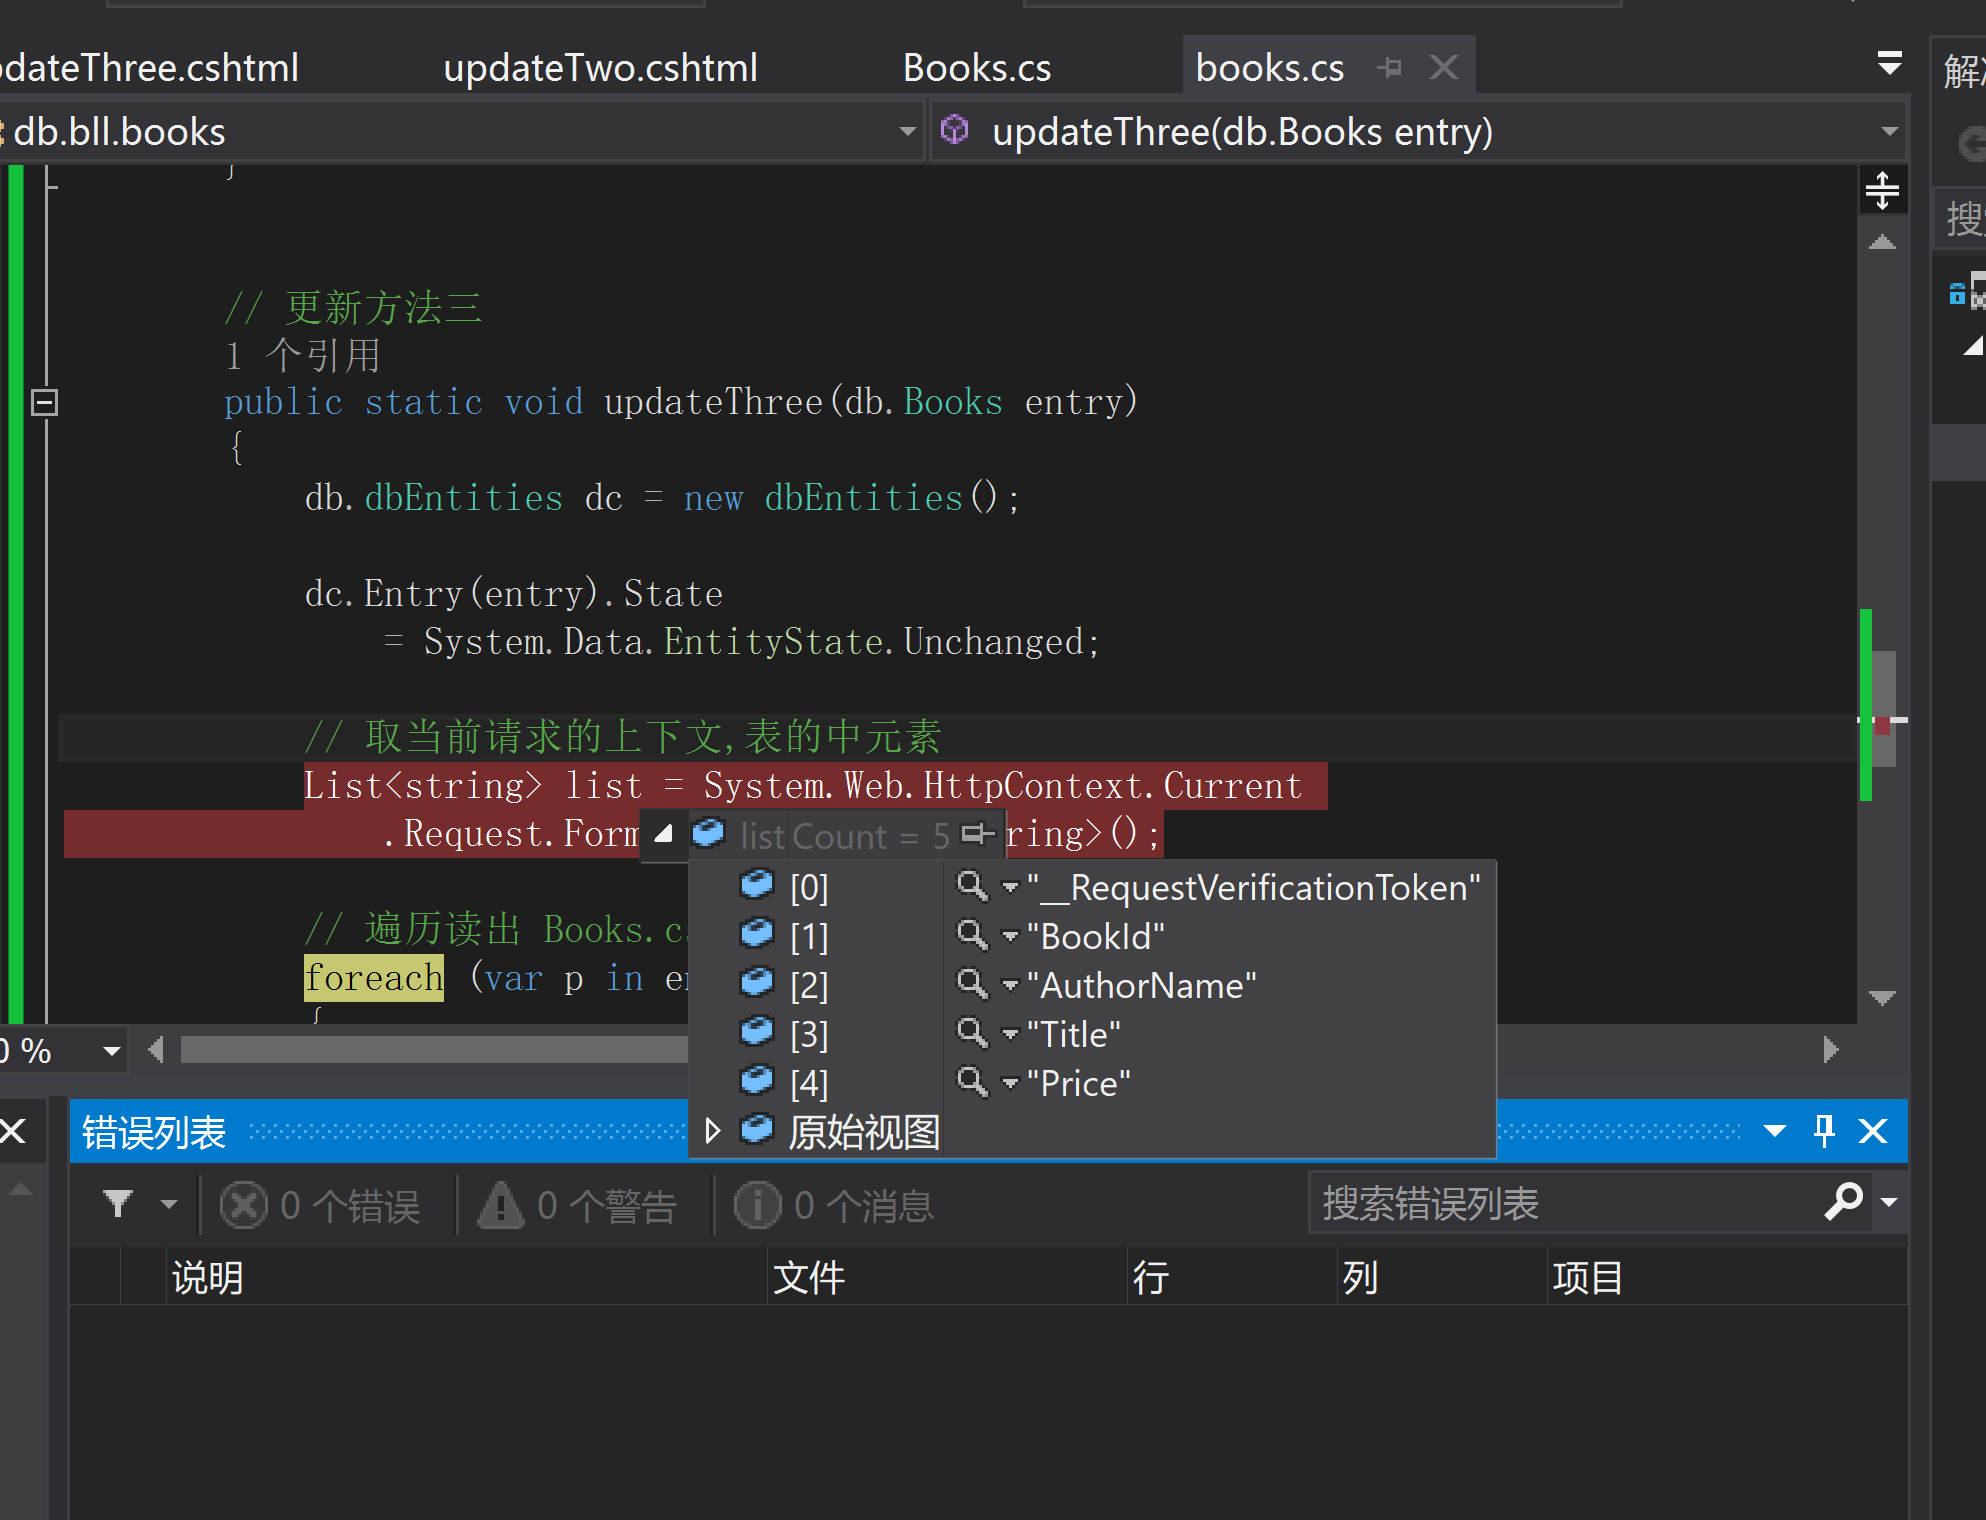 dateThree.cshtml updateTwo.cshtml Books.cs books.cs
解
db.bll.books updateThree(db.Books entry)
}
搜
// 更新方法三
1 个引用
public static void updateThree(db.Books entry)
{
db.dbEntities dc = new dbEntities();
dc.Entry(entry).State
= System.Data.EntityState.Unchanged;
// 取当前请求的上下文,表的中元素
List<string> list = System.Web.HttpContext.Current
.Request.Form list Count = 5 ring>();
[0] "__RequestVerificationToken"
// 遍历读出 Books.c [1] "BookId"
foreach (var p in e [2] "AuthorName"
{
[3] "Title"
0 % [4] "Price"
错误列表 原始视图
0 个错误 0 个警告 0 个消息 搜索错误列表
说明 文件 行 列 项目